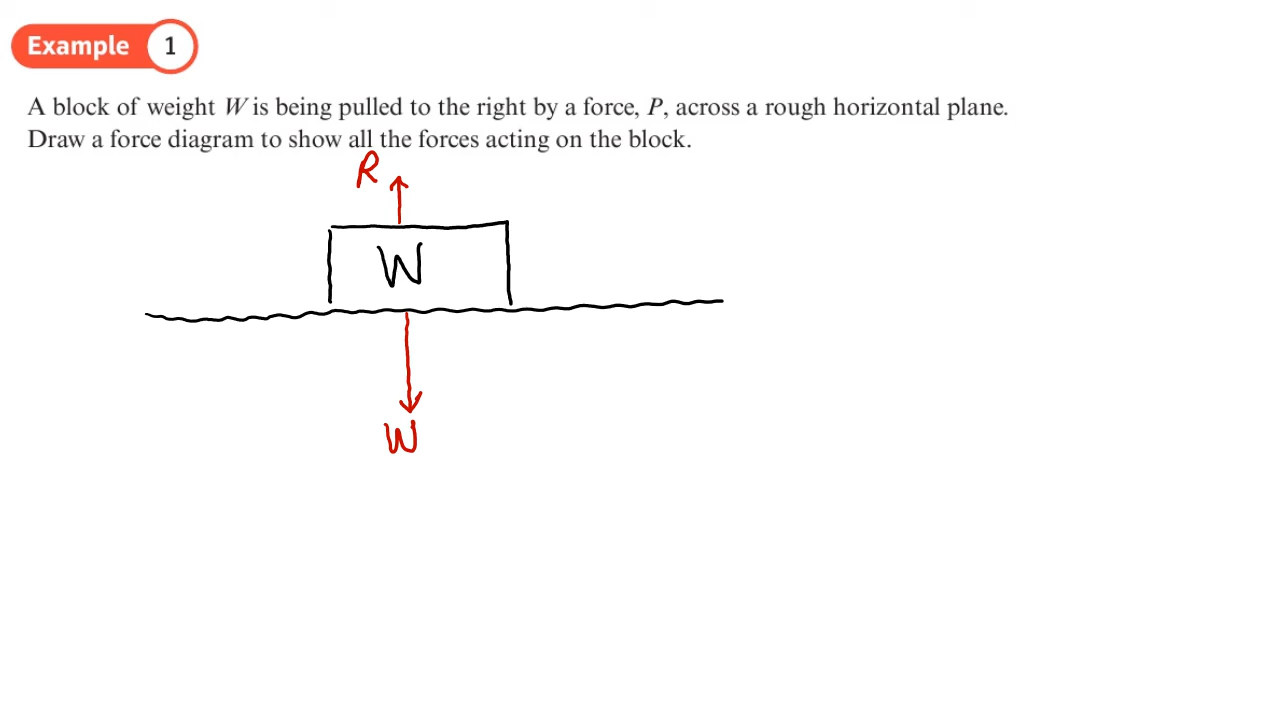 Example 1
A block of weight W is being pulled to the right by a force, P, across a rough horizontal plane.
Draw a force diagram to show all the forces acting on the block.
R
W
W